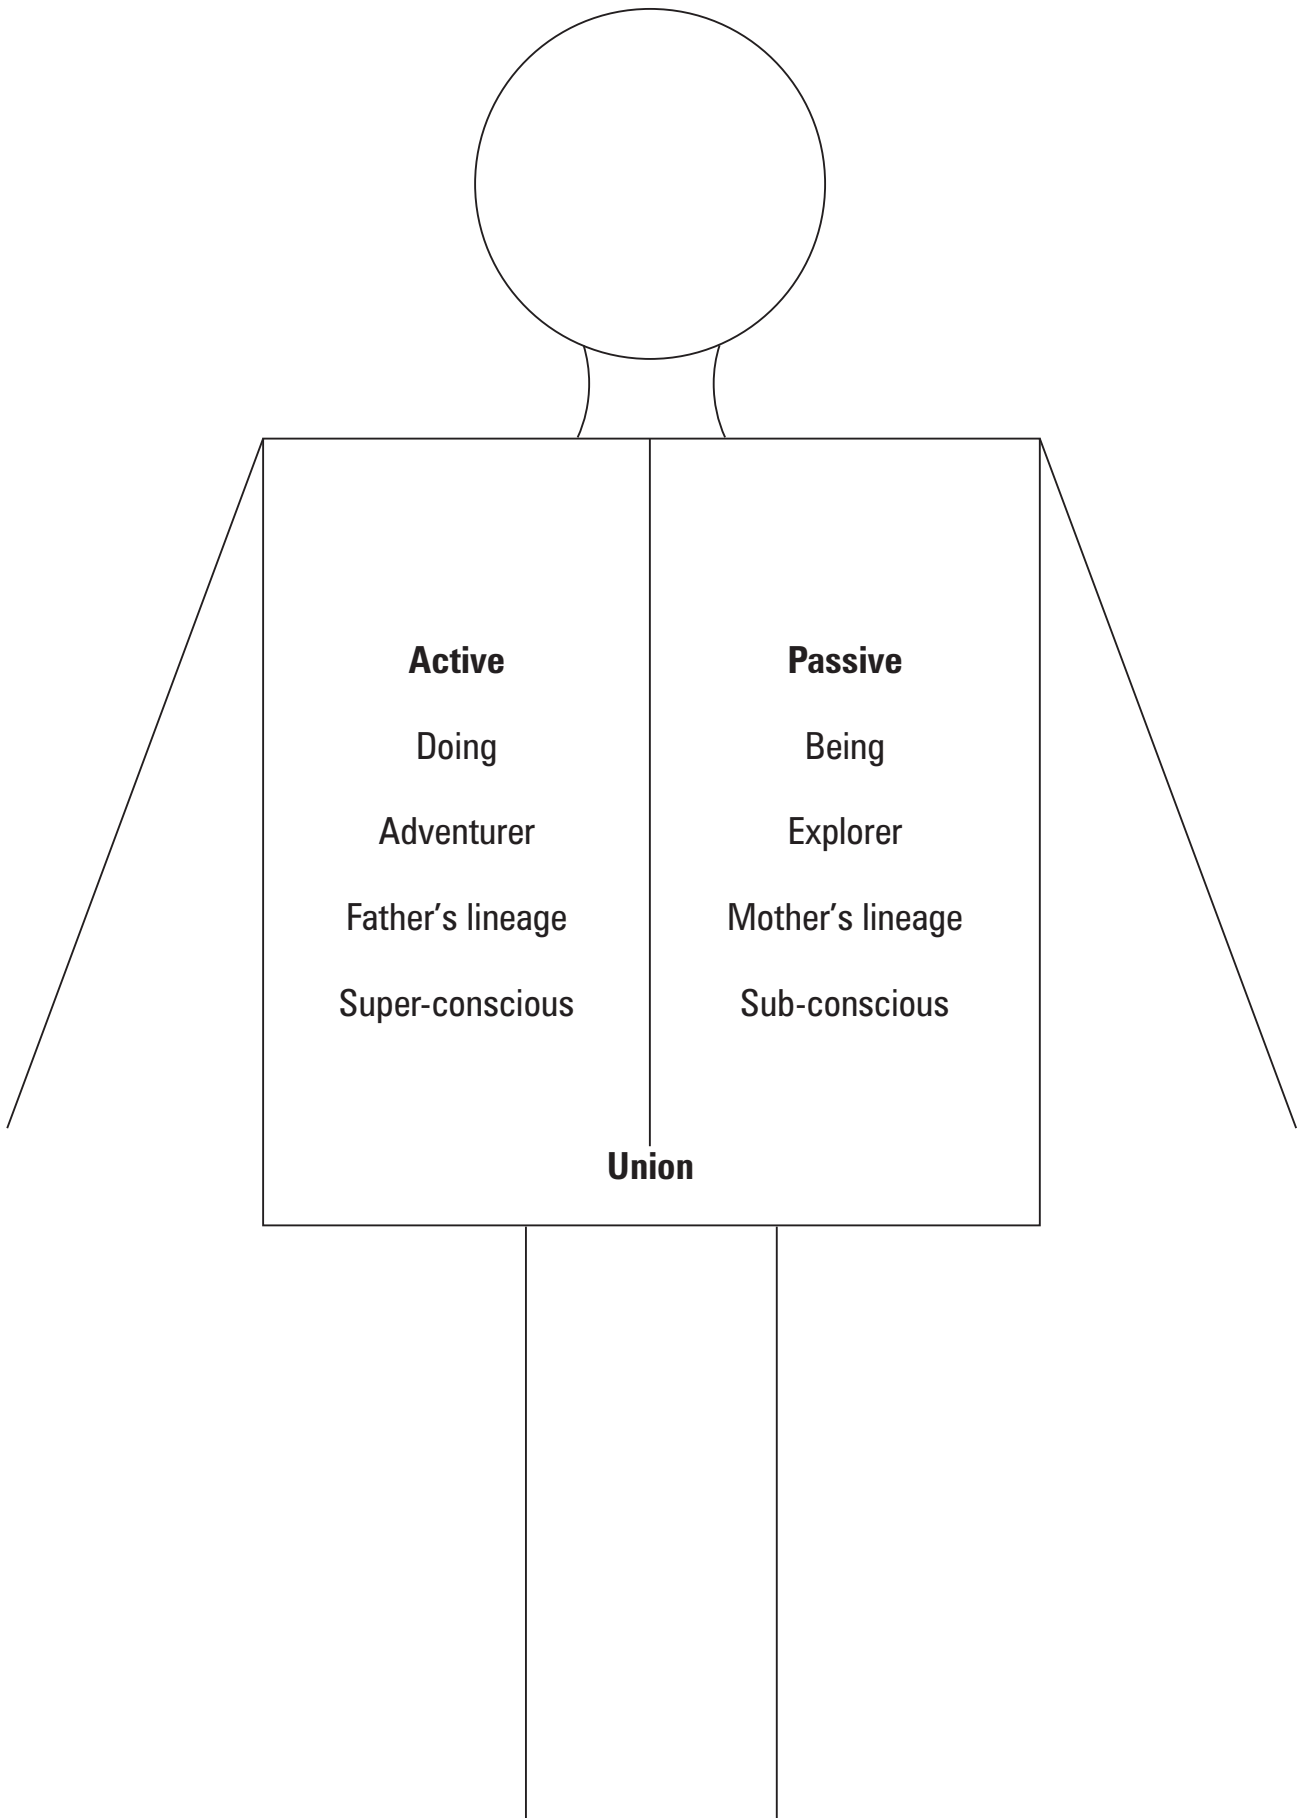 Active
Doing
Adventurer
Father’s lineage
Super-conscious
Passive
Being
Explorer
Mother’s lineage
Sub-conscious
Union